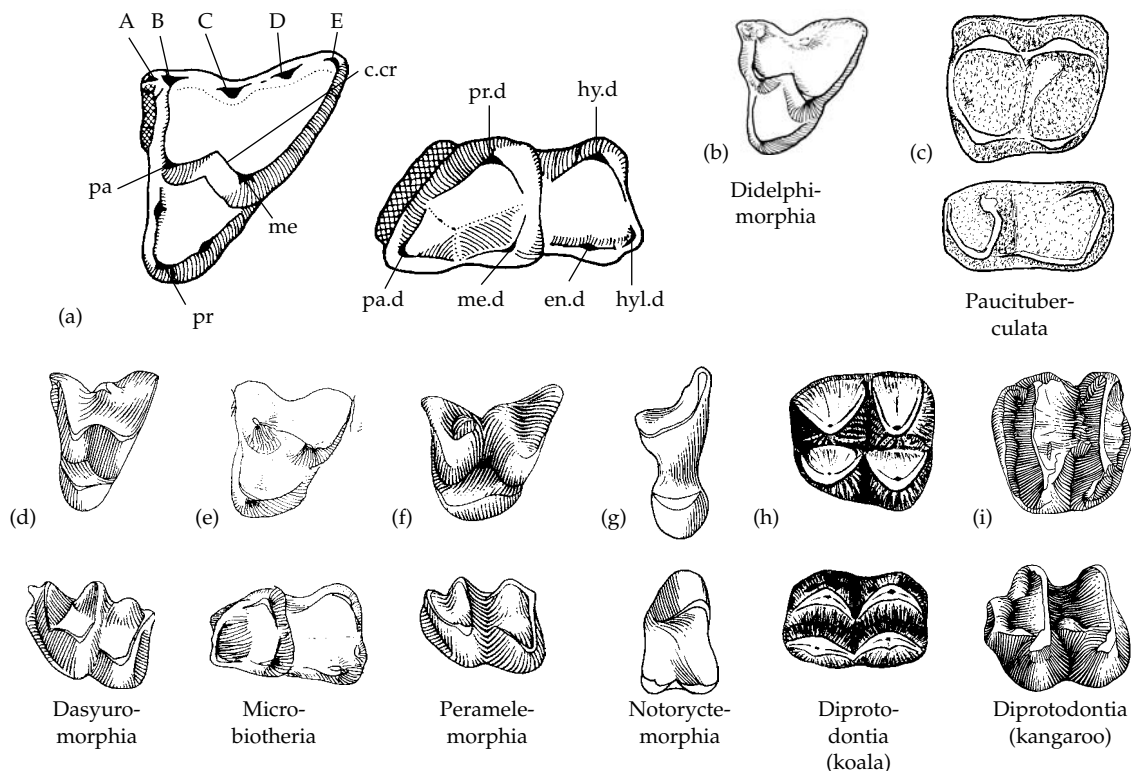 A B C D E
c.cr
pa
me
pr
(a)
pr.d hy.d
pa.d me.d en.d hyl.d
(b)
Didelphi-
morphia
(c)
Paucituber-
culata
(d) (e) (f) (g) (h) (i)
Dasyuro-
morphia
Micro-
biotheria
Peramele-
morphia
Notorycte-
morphia
Diproto-
dontia
(koala)
Diprotodontia
(kangaroo)